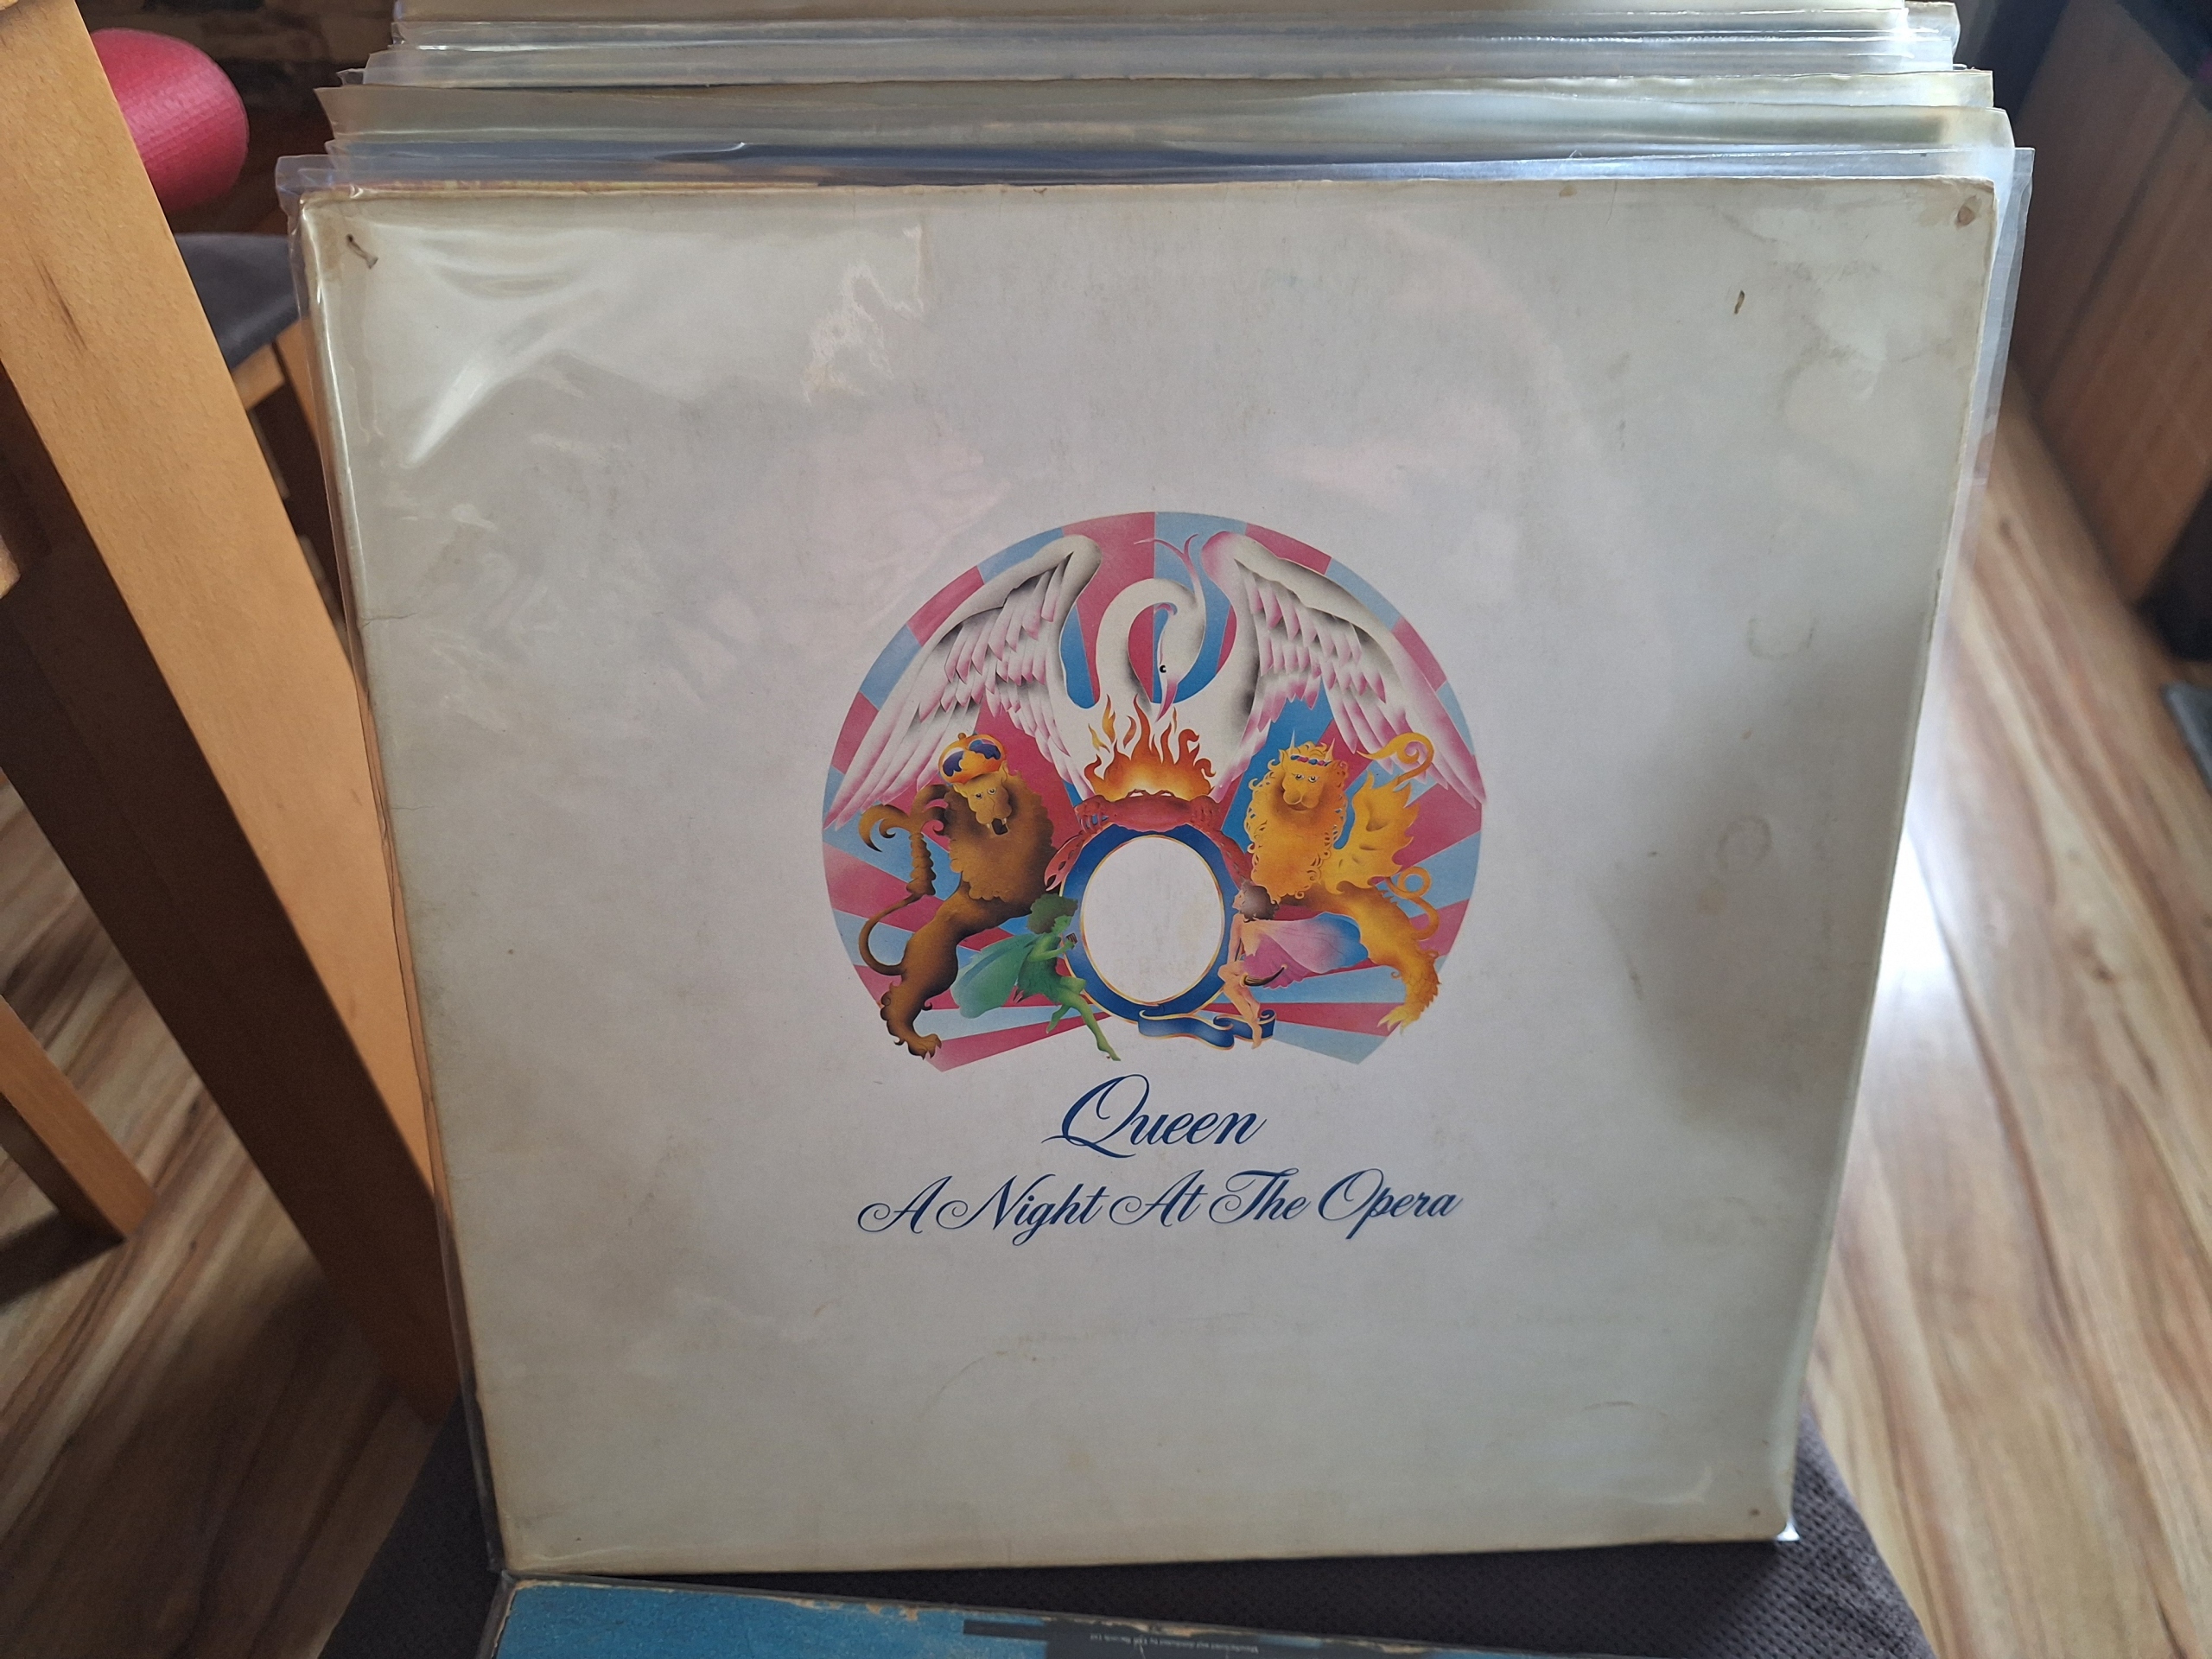 Queen
A Night At The Opera